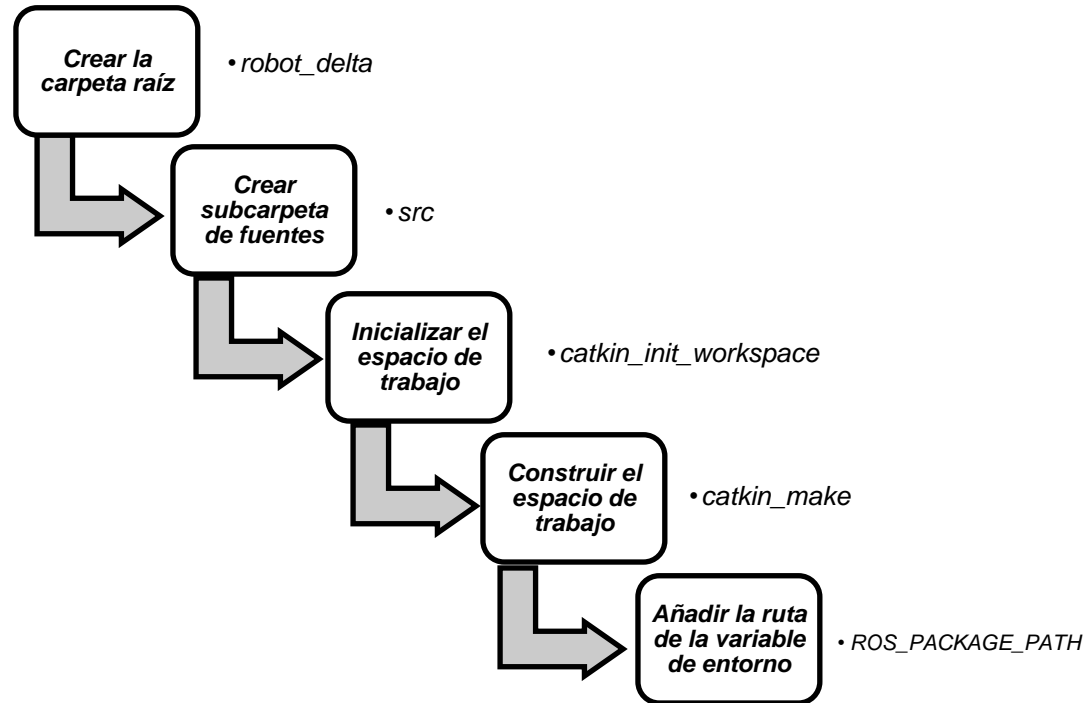 Crear la
carpeta raíz
• robot_delta
Crear
subcarpeta
de fuentes
• src
Inicializar el
espacio de
trabajo
• catkin_init_workspace
Construir el
espacio de
trabajo
• catkin_make
Añadir la ruta
de la variable
de entorno
• ROS_PACKAGE_PATH